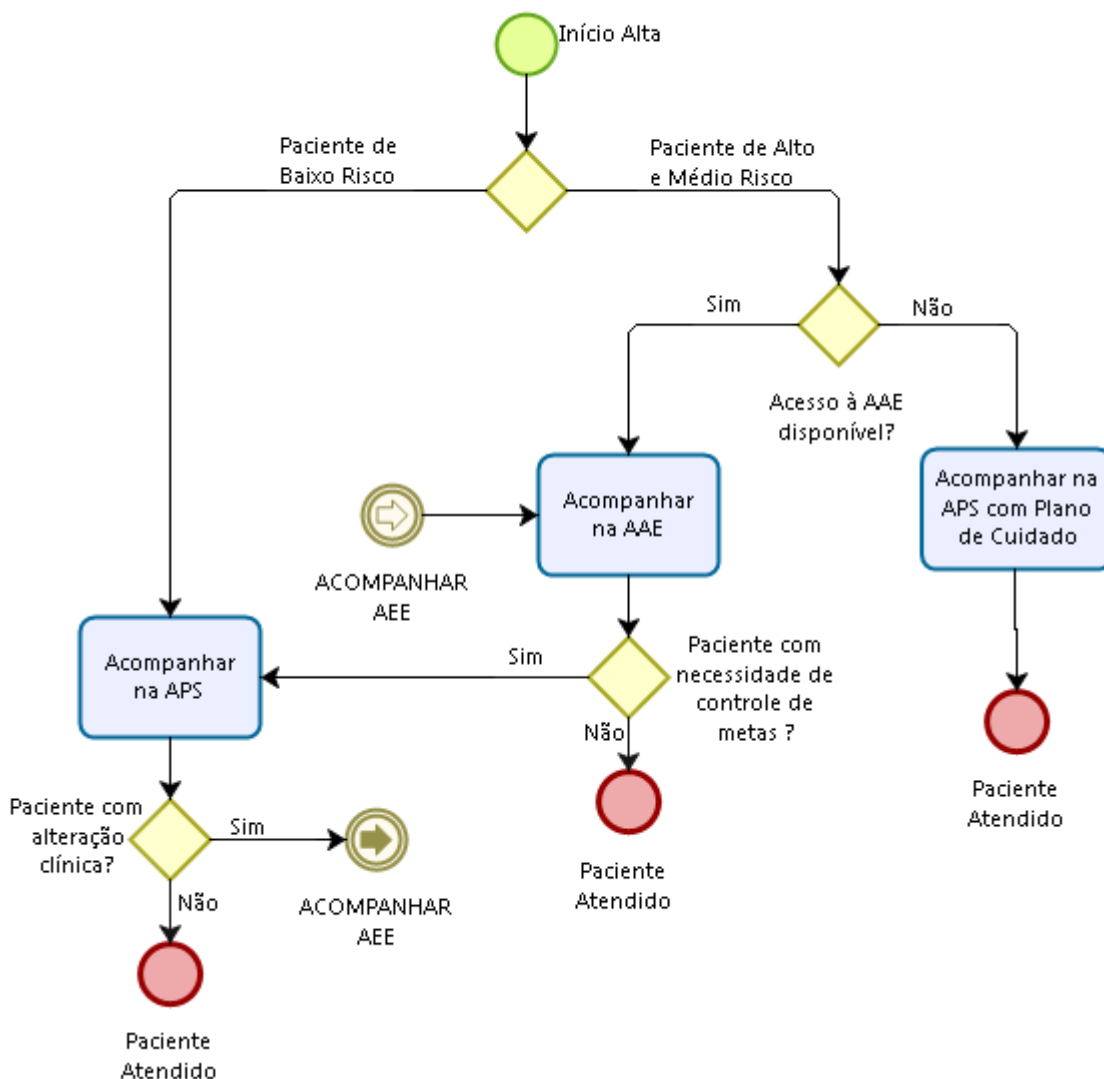 Início Alta
Paciente de
Baixo Risco
Paciente de Alto
e Médio Risco
Sim
Não
Acesso à AAE
disponível?
Acompanhar
na AAE
Acompanhar na
APS com Plano
de Cuidado
ACOMPANHAR
AEE
Acompanhar
na APS
Sim
Paciente com
necessidade de
controle de
metas ?
Não
Paciente
Atendido
Paciente
Atendido
Paciente com
alteração
clínica?
Sim
Não
ACOMPANHAR
AEE
Paciente
Atendido